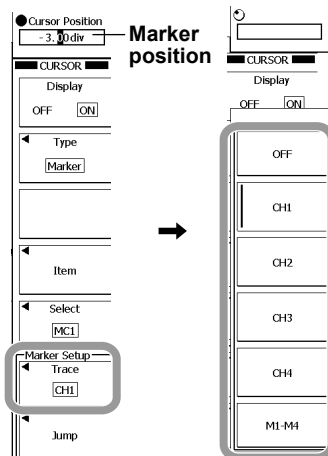 Cursor Position
-3.00div
Marker
position
CURSOR
Display
OFF ON
Type
Marker
Item
Select
MC1
Marker Setup
Trace
CH1
Jump
CURSOR
Display
OFF ON
OFF
CH1
CH2
CH3
CH4
M1-M4